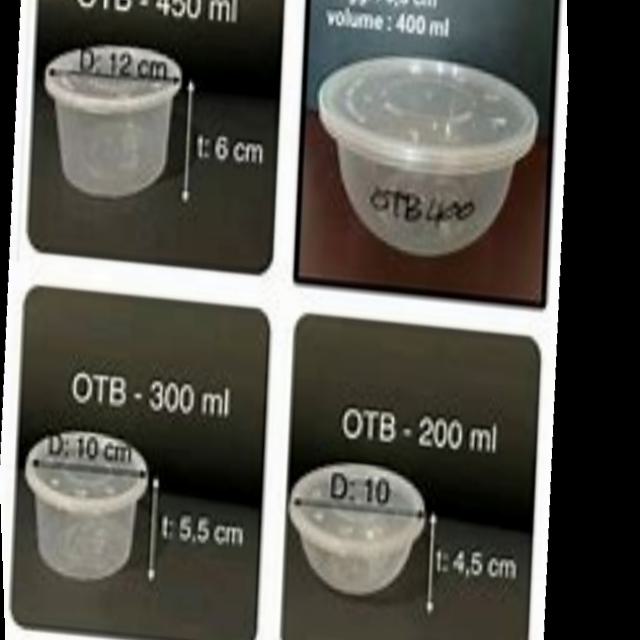 OTB - 450 ml
D: 12 cm
t: 6 cm
volume : 400 ml
OTB 400
OTB - 300 ml
D: 10 cm
t: 5.5 cm
OTB - 200 ml
D: 10
t: 4,5 cm